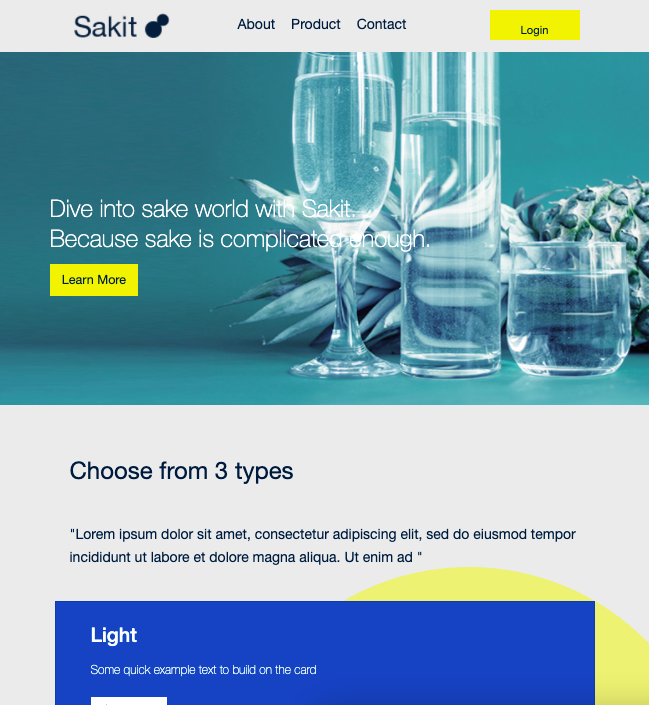 Sakit
About Product Contact
Login
Dive into sake world with Sakit.
Because sake is complicated enough.
Learn More
Choose from 3 types
"Lorem ipsum dolor sit amet, consectetur adipiscing elit, sed do eiusmod tempor
incididunt ut labore et dolore magna aliqua. Ut enim ad "
Light
Some quick example text to build on the card